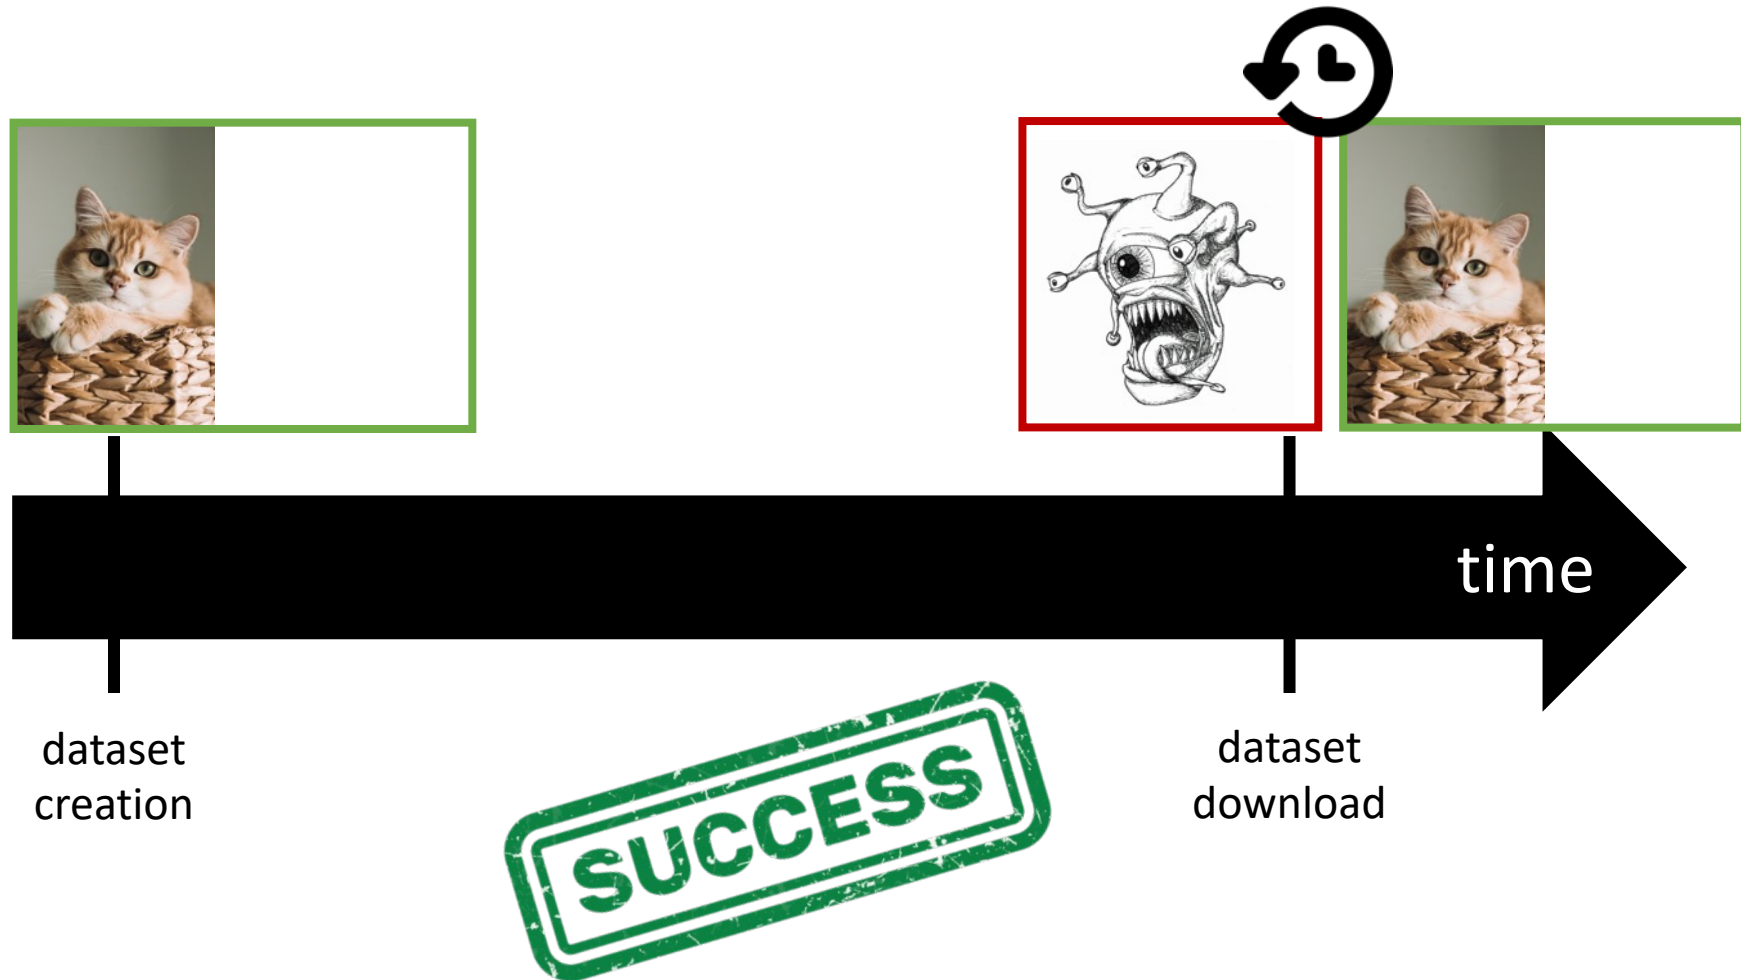 time
dataset
creation
dataset
download
SUCCESS